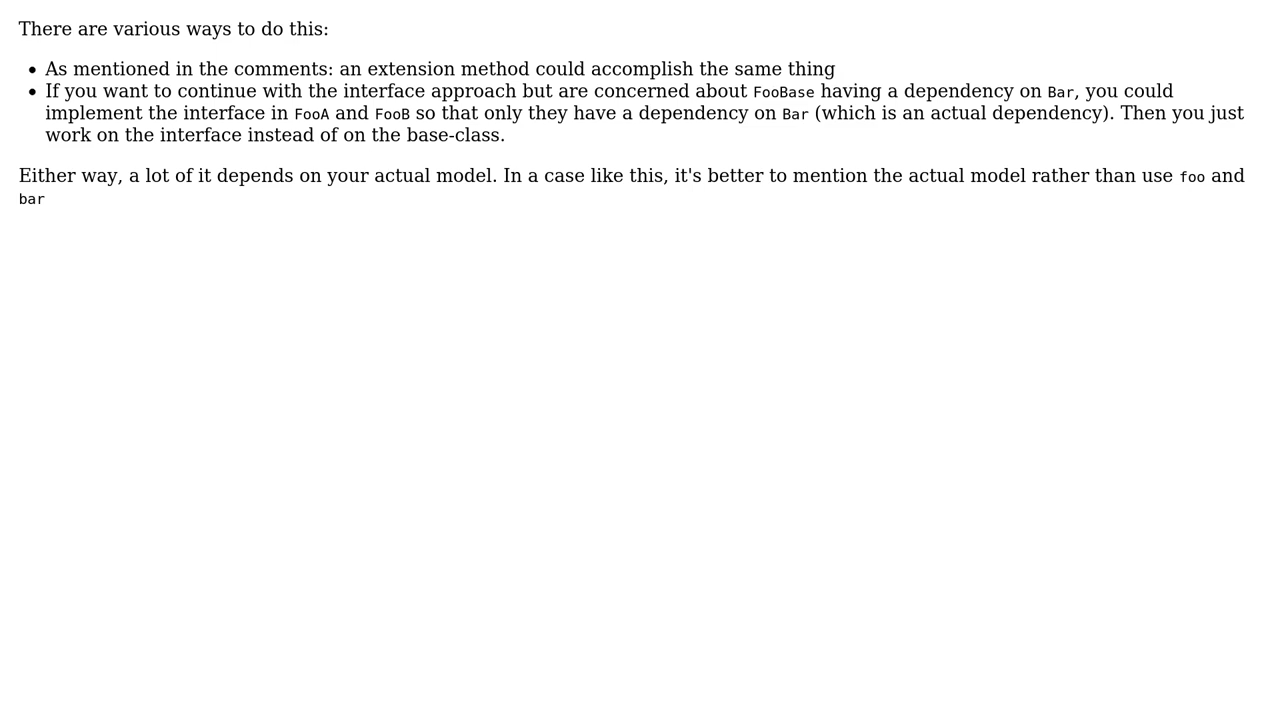 There are various ways to do this:
• As mentioned in the comments: an extension method could accomplish the same thing
• If you want to continue with the interface approach but are concerned about FooBase having a dependency on Bar, you could
implement the interface in FooA and FooB so that only they have a dependency on Bar (which is an actual dependency). Then you just
work on the interface instead of on the base-class.
Either way, a lot of it depends on your actual model. In a case like this, it's better to mention the actual model rather than use foo and
bar